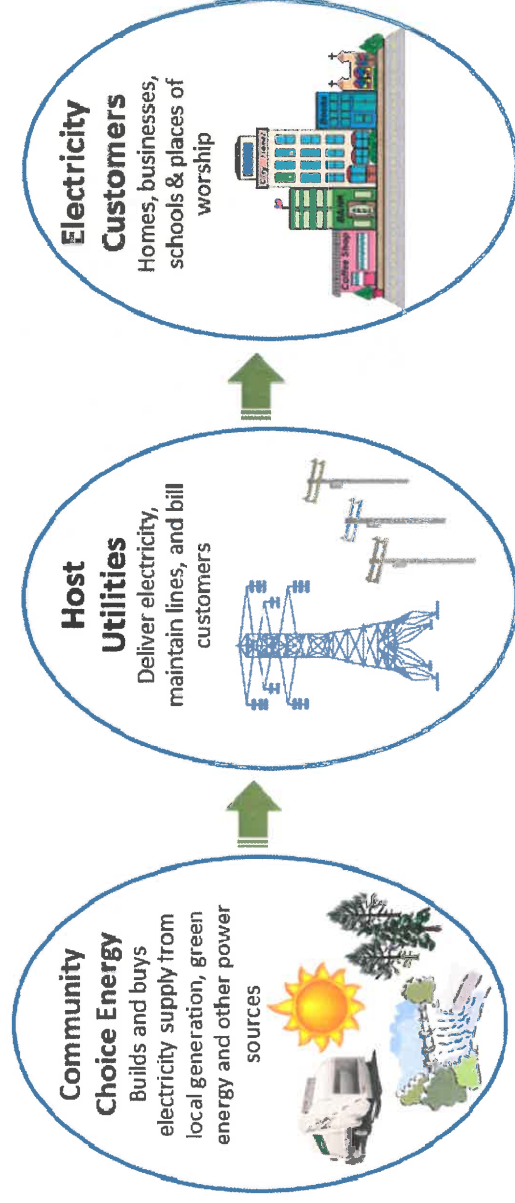 Community
Choice Energy
Builds and buys
electricity supply from
local generation, green
energy and other power
sources
Host
Utilities
Deliver electricity,
maintain lines, and bill
customers
Electricity
Customers
Homes, businesses,
schools & places of
worship
Coffee Shop
BANK